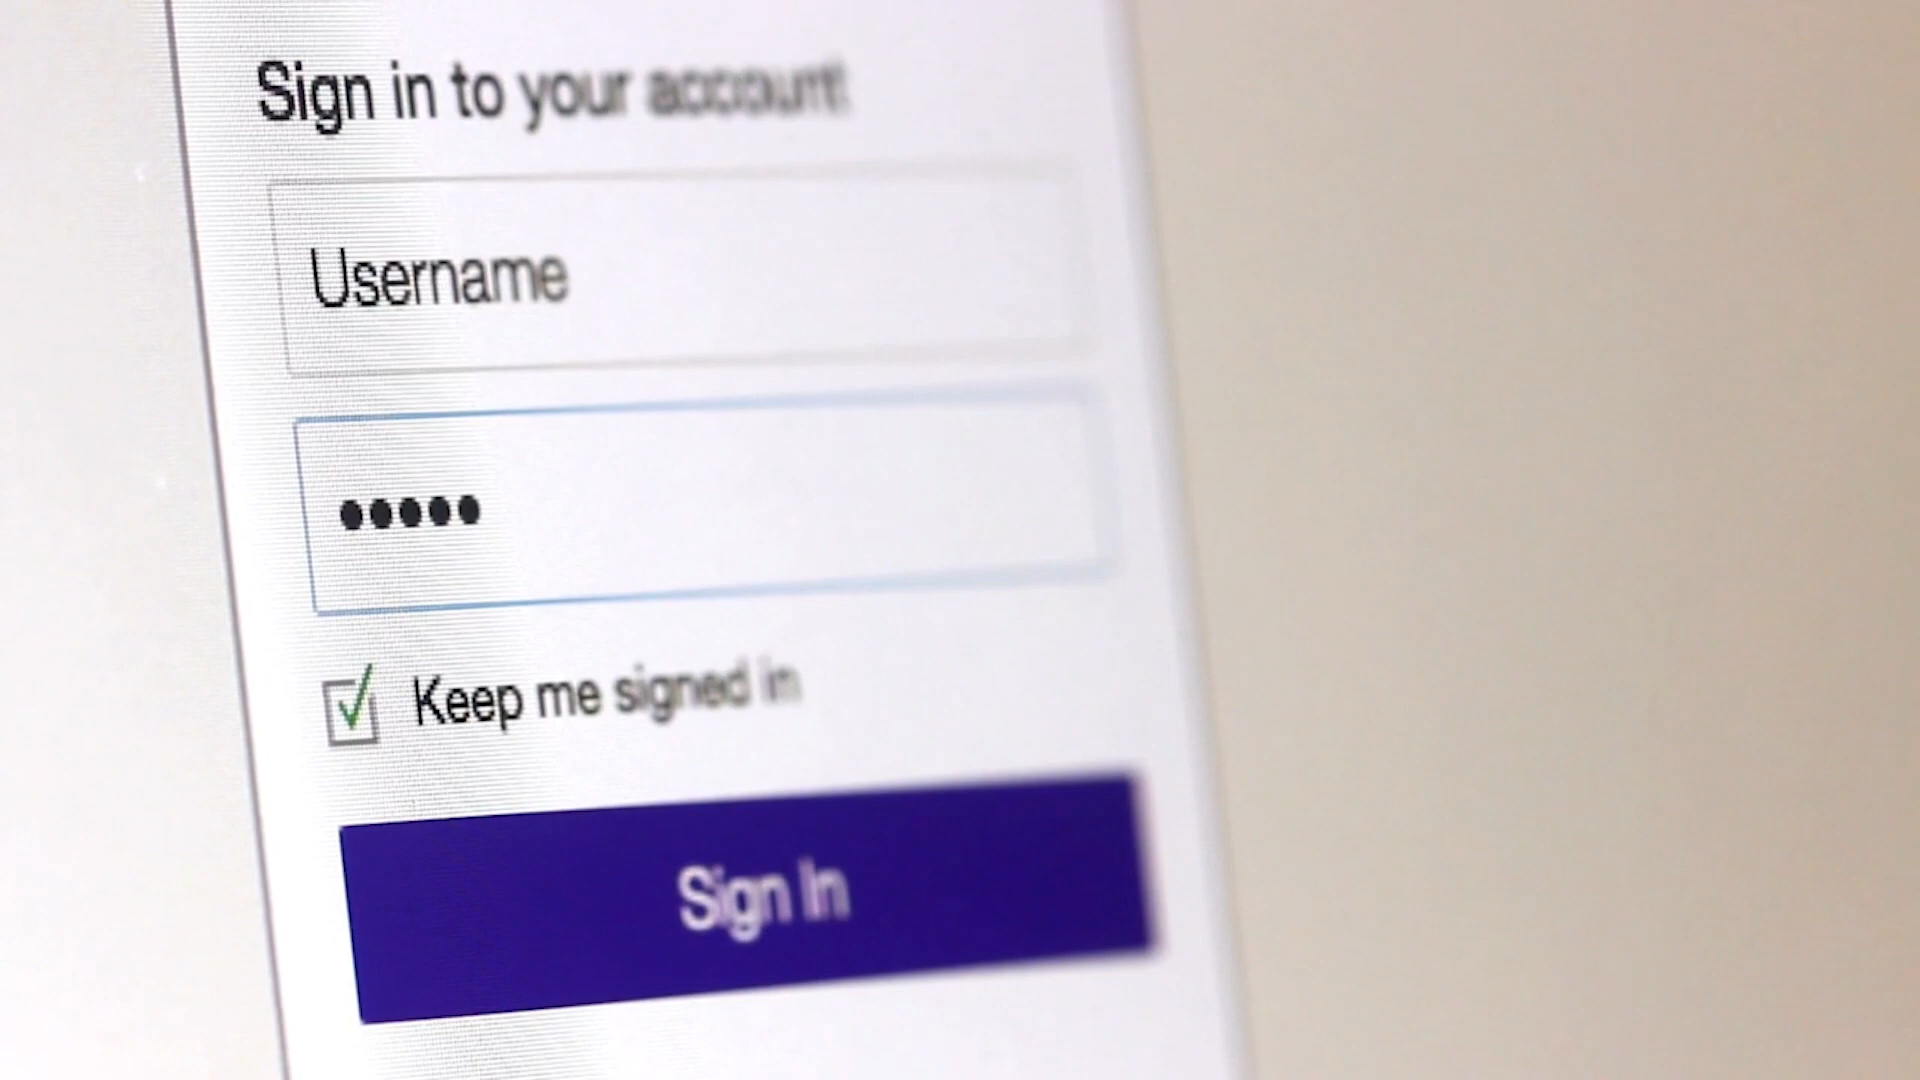 Sign in to your account
Username
•••••
Keep me signed in
Sign In